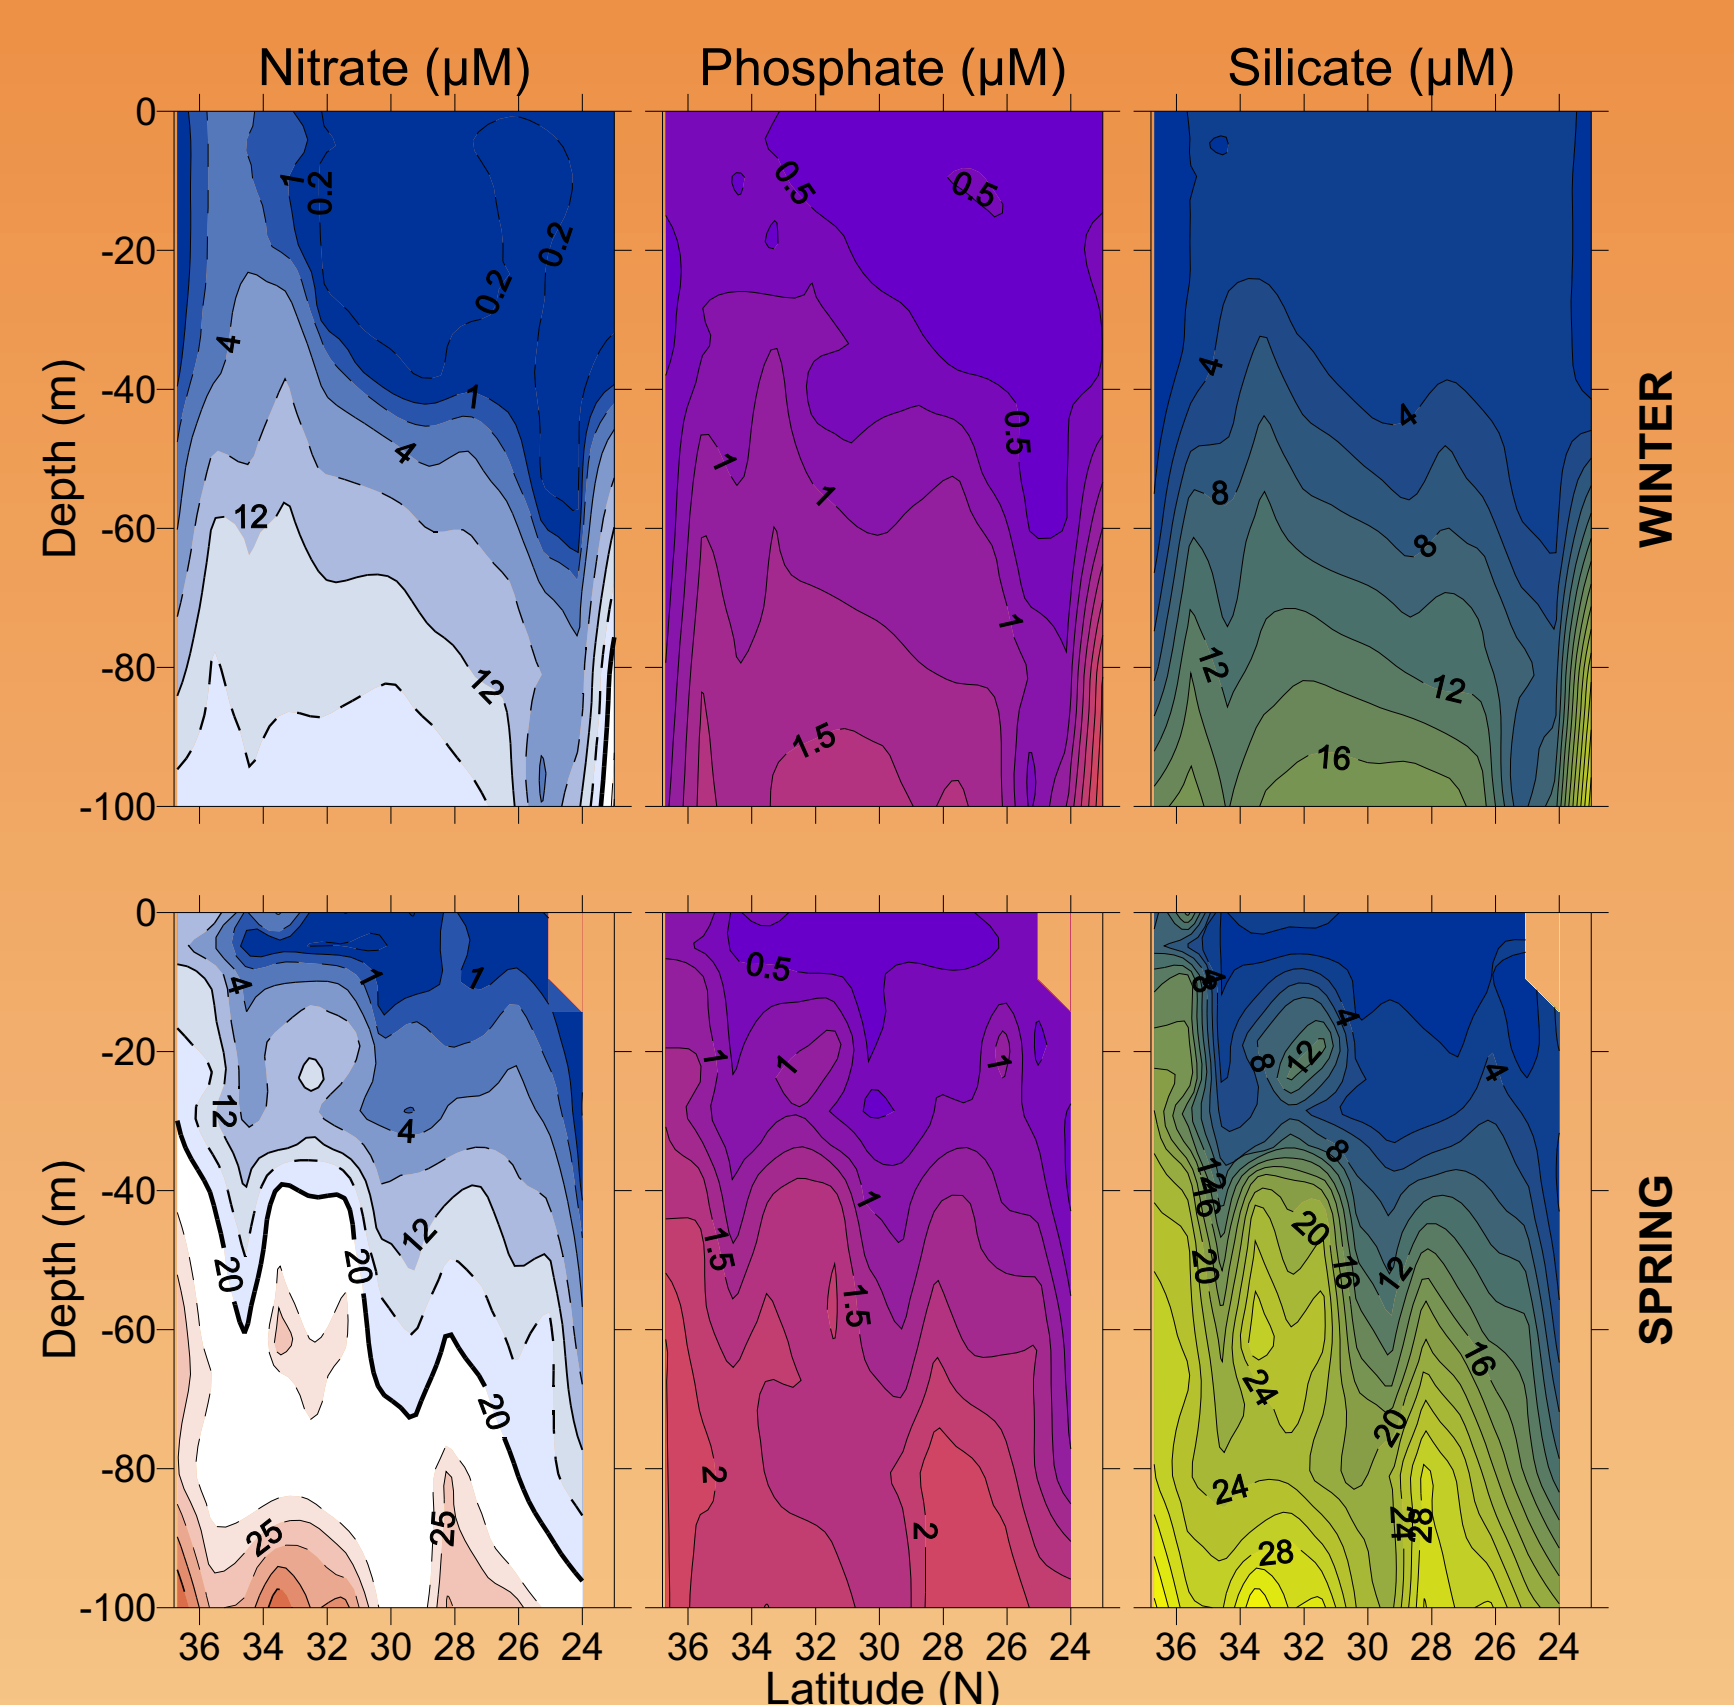 Nitrate (µM) Phosphate (µM) Silicate (µM)
0
-20
-40
-60
-80
-100
Depth (m)
1 0.2 0.2 0.2 4 1 4 12 12
0.5 0.5 0.5 1 1 1 1.5
4 4 8 8 12 12 16
WINTER
0
-20
-40
-60
-80
-100
Depth (m)
4 1 1 12 4 12 20 20 20 25 25
0.5 1 1 1 1 1.5 1.5 2 2
8 4 4 8 12 4 8 12 16 20 20 16 12 16 24 20 24 24 28 28
SPRING
36 34 32 30 28 26 24 36 34 32 30 28 26 24 36 34 32 30 28 26 24
Latitude (N)